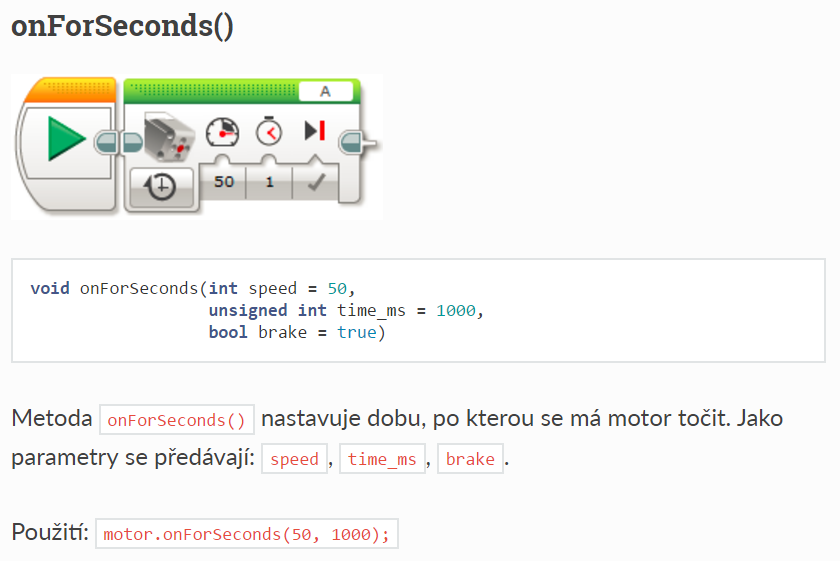 onForSeconds()
A
50 1
void onForSeconds(int speed = 50,
unsigned int time_ms = 1000,
bool brake = true)
Metoda onForSeconds() nastavuje dobu, po kterou se má motor točit. Jako
parametry se předávají: speed , time_ms , brake .
Použití: motor.onForSeconds(50, 1000);